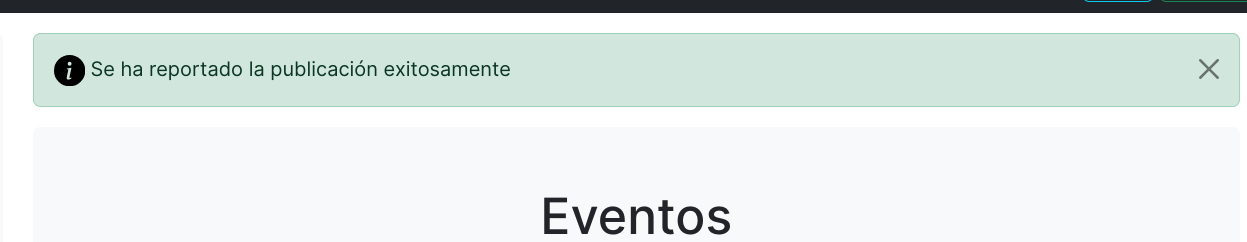 Se ha reportado la publicación exitosamente
Eventos